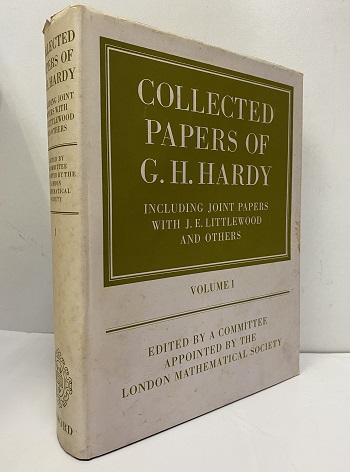 COLLECTED
PAPERS OF
G. H. HARDY
INCLUDING JOINT PAPERS
WITH J. E. LITTLEWOOD
AND OTHERS
VOLUME I
EDITED BY A COMMITTEE
APPOINTED BY THE
LONDON MATHEMATICAL SOCIETY
COLLECTED
PAPERS OF
HARDY
INCLUDING JOINT
PAPERS WITH
LITTLEWOOD
OTHERS
EDITED BY
COMMITTEE
APPOINTED BY THE
LONDON
MATHEMATICAL
SOCIETY
I